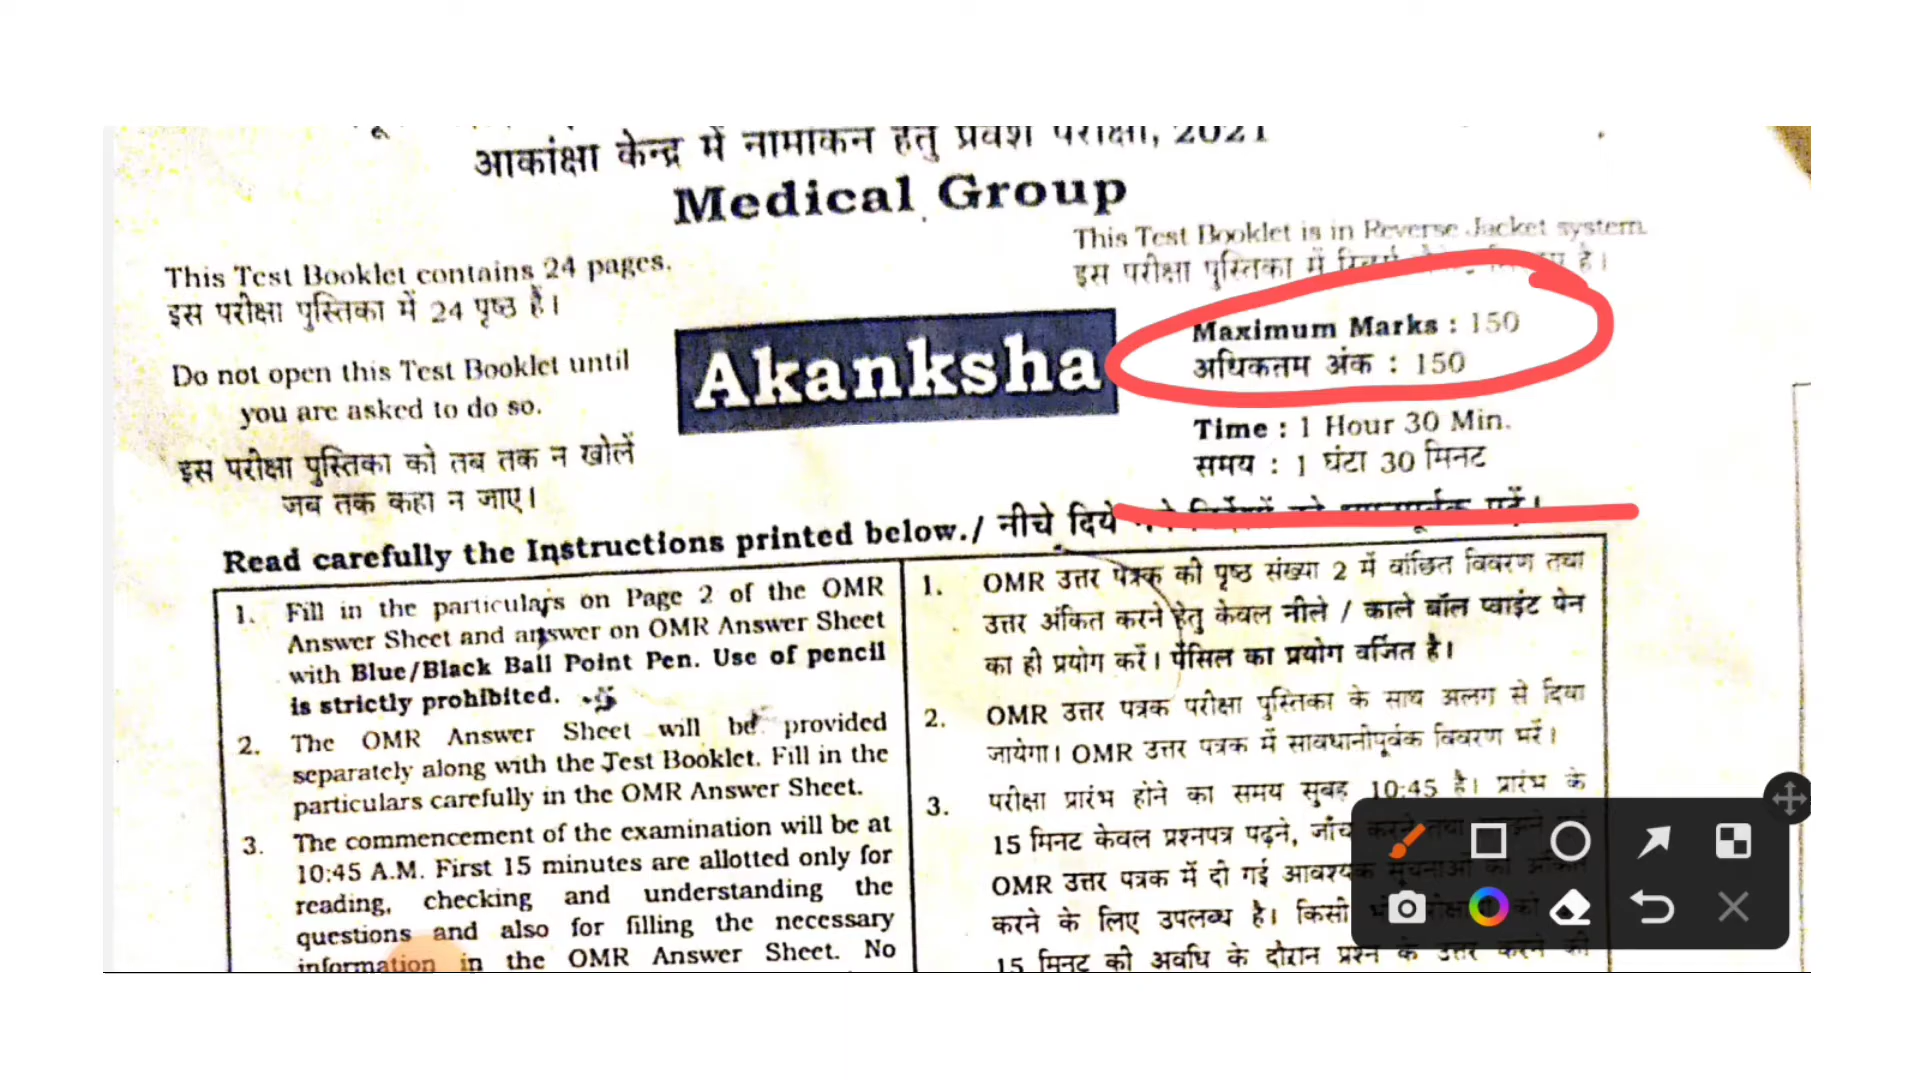 आकांक्षा केन्द्र में नामांकन हेतु प्रवेश परीक्षा, 2021
Medical Group
This Test Booklet contains 24 pages.
इस परीक्षा पुस्तिका में 24 पृष्ठ हैं।
This Test Booklet is in Reverse Jacket system.
इस परीक्षा पुस्तिका में है।
Do not open this Test Booklet until
you are asked to do so.
इस परीक्षा पुस्तिका को तब तक न खोलें
जब तक कहा न जाए।
Akanksha
Maximum Marks : 150
अधिकतम अंक : 150
Time : 1 Hour 30 Min.
समय : 1 घंटा 30 मिनट
Read carefully the Instructions printed below./ नीचे दिये
1. Fill in the particulars on Page 2 of the OMR
Answer Sheet and answer on OMR Answer Sheet
with Blue/Black Ball Point Pen. Use of pencil
is strictly prohibited.
2. The OMR Answer Sheet will be provided
separately along with the Test Booklet. Fill in the
particulars carefully in the OMR Answer Sheet.
3. The commencement of the examination will be at
10:45 A.M. First 15 minutes are allotted only for
reading, checking and understanding the
questions and also for filling the necessary
information in the OMR Answer Sheet. No
1. OMR उत्तर पत्रक की पृष्ठ संख्या 2 में वांछित विवरण तथा
उत्तर अंकित करने हेतु केवल नीले / काले बॉल प्वाइंट पेन
का ही प्रयोग करें। पेंसिल का प्रयोग वर्जित है।
2. OMR उत्तर पत्रक परीक्षा पुस्तिका के साथ अलग से दिया
जायेगा। OMR उत्तर पत्रक में सावधानीपूर्वक विवरण भरें।
3. परीक्षा प्रारंभ होने का समय सुबह 10:45 है। प्रारंभ के
15 मिनट केवल प्रश्नपत्र पढ़ने, जाँच
OMR उत्तर पत्रक में दी गई आवश्यक
करने के लिए उपलब्ध है। किसी
15 मिनट की अवधि के दौरान प्रश्न के उत्तर करने की